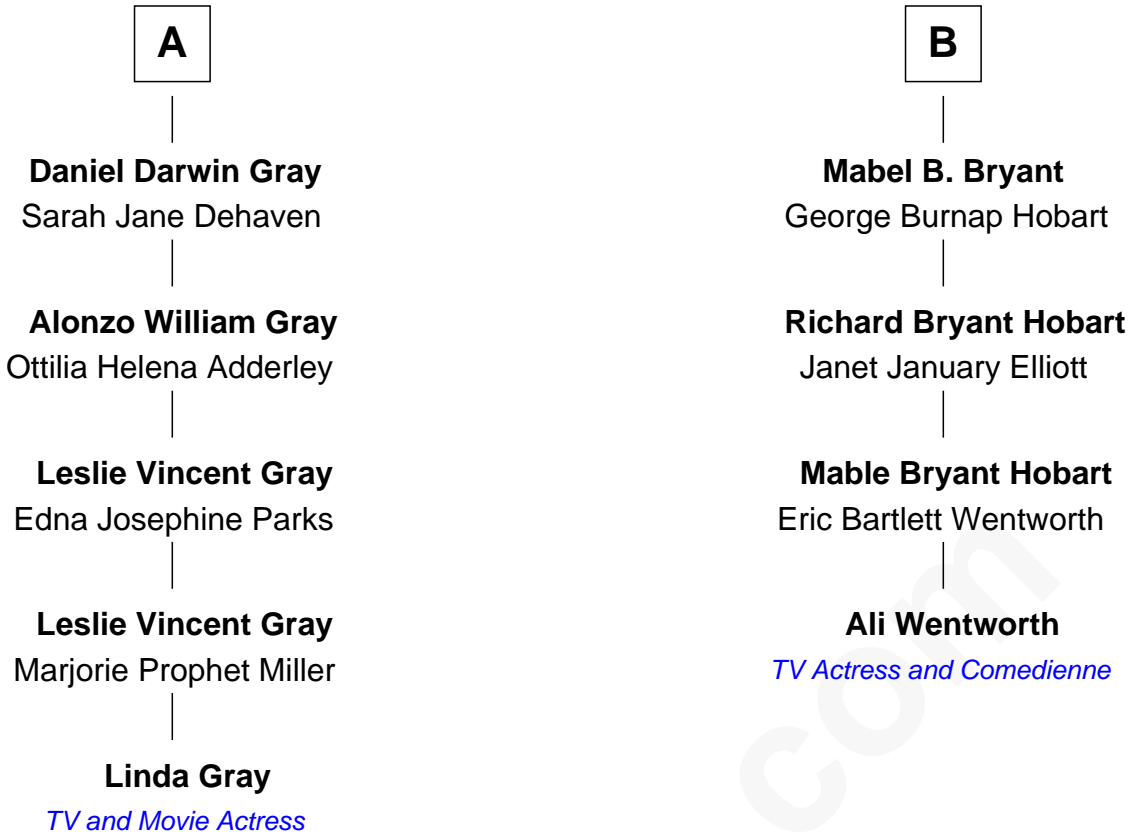 A
Daniel Darwin Gray
Sarah Jane Dehaven
Alonzo William Gray
Ottilia Helena Adderley
Leslie Vincent Gray
Edna Josephine Parks
Leslie Vincent Gray
Marjorie Prophet Miller
Linda Gray
TV and Movie Actress
B
Mabel B. Bryant
George Burnap Hobart
Richard Bryant Hobart
Janet January Elliott
Mable Bryant Hobart
Eric Bartlett Wentworth
Ali Wentworth
TV Actress and Comedienne
com